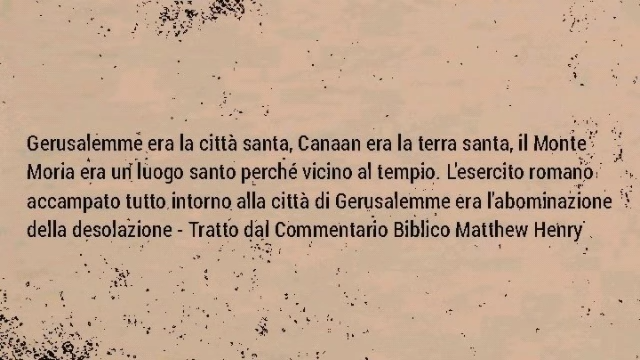 Gerusalemme era la città santa, Canaan era la terra santa, il Monte
Moria era un luogo santo perché vicino al tempio. L'esercito romano
accampato tutto intorno alla città di Gerusalemme era l'abominazione
della desolazione - Tratto dal Commentario Biblico Matthew Henry